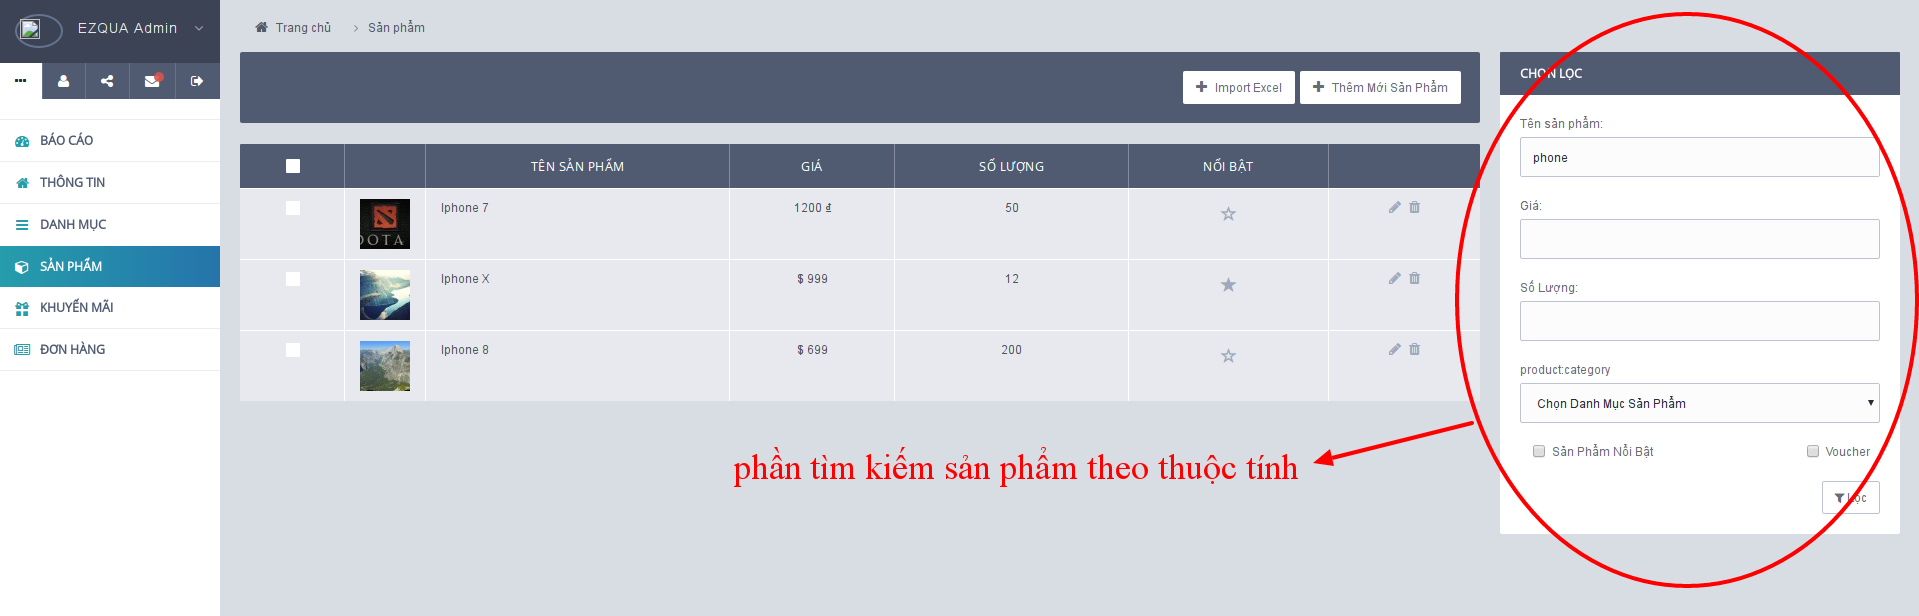 EZQUA Admin
Trang chủ
Sản phẩm
BÁO CÁO
THÔNG TIN
DANH MỤC
SẢN PHẨM
KHUYẾN MÃI
ĐƠN HÀNG
Import Excel
Thêm Mới Sản Phẩm
TÊN SẢN PHẨM GIÁ SỐ LƯỢNG NỔI BẬT
Iphone 7 1200 ₫ 50
DOTA
Iphone X $ 999 12
Iphone 8 $ 699 200
phần tìm kiếm sản phẩm theo thuộc tính
CHỌN LỌC
Tên sản phẩm:
phone
Giá:
Số Lượng:
product:category
Chọn Danh Mục Sản Phẩm
Sản Phẩm Nổi Bật
Voucher
Lọc